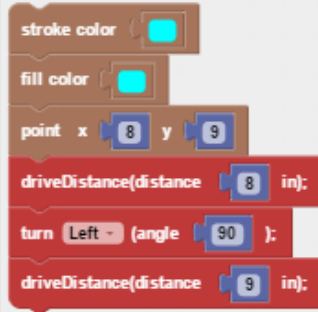 stroke color
fill color
point x 8 y 9
driveDistance(distance 8 in);
turn Left (angle 90 );
driveDistance(distance 9 in);